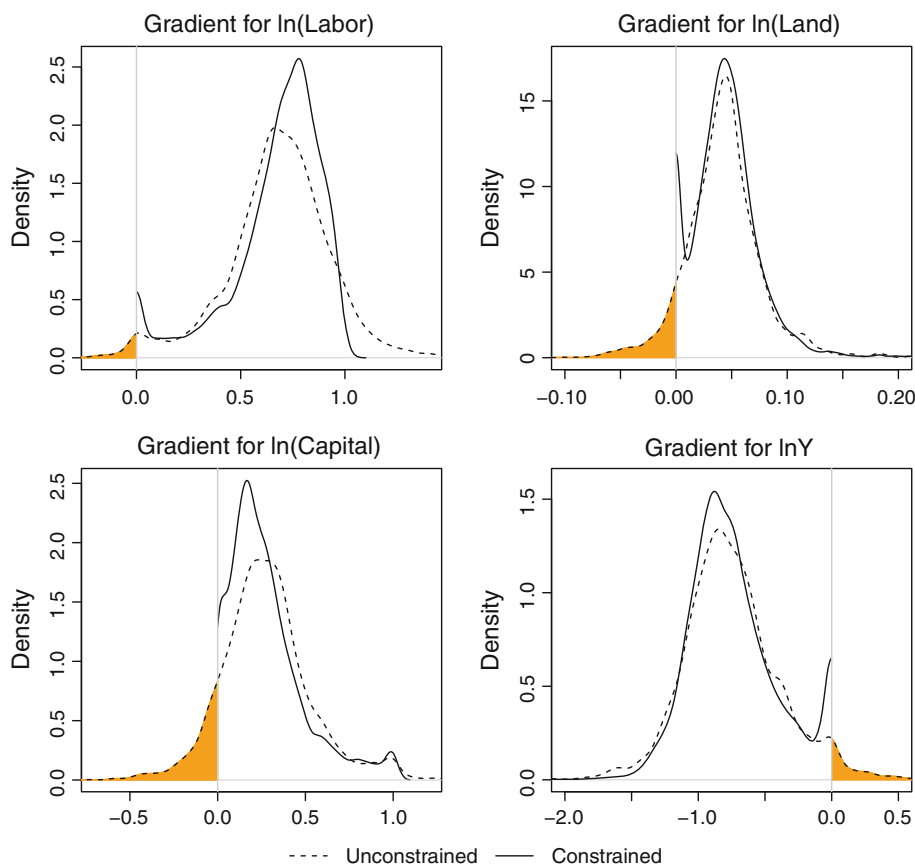 Gradient for ln(Labor)
Density
0.0 0.5 1.0 1.5 2.0 2.5
0.0 0.5 1.0
Gradient for ln(Land)
Density
0 5 10 15
−0.10 0.00 0.10 0.20
Gradient for ln(Capital)
Density
0.0 0.5 1.0 1.5 2.0 2.5
−0.5 0.0 0.5 1.0
Gradient for lnY
Density
0.0 0.5 1.0 1.5
−2.0 −1.0 0.0 0.5
Unconstrained Constrained